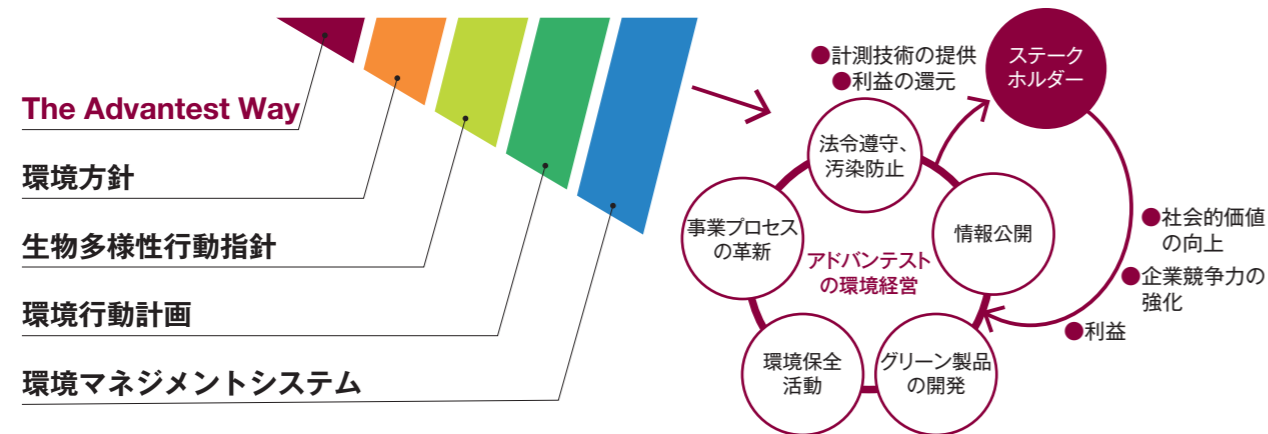 The Advantest Way
環境方針
生物多様性行動指針
環境行動計画
環境マネジメントシステム
●計測技術の提供
●利益の還元
ステーク
ホルダー
法令遵守、
汚染防止
事業プロセス
の革新
情報公開
アドバンテスト
の環境経営
環境保全
活動
グリーン製品
の開発
●社会的価値
の向上
●企業競争力の
強化
●利益